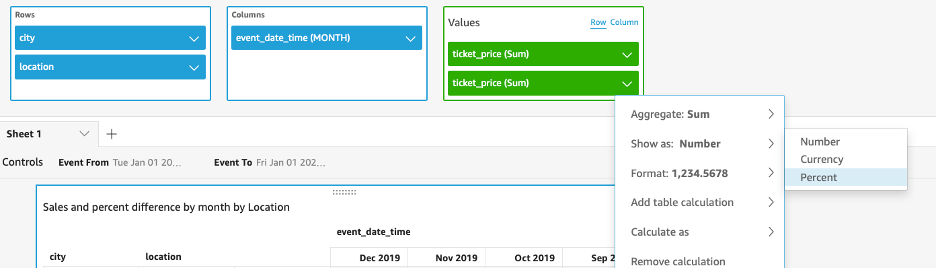 Rows
Columns
Values
Row Column
city
event_date_time (MONTH)
ticket_price (Sum)
location
ticket_price (Sum)
Aggregate: Sum
Show as: Number
Format: 1,234.5678
Add table calculation
Calculate as
Remove calculation
Number
Currency
Percent
Sheet 1
Controls Event From Tue Jan 01 20... Event To Fri Jan 01 202...
Sales and percent difference by month by Location
event_date_time
city location Dec 2019 Nov 2019 Oct 2019 Sep 2